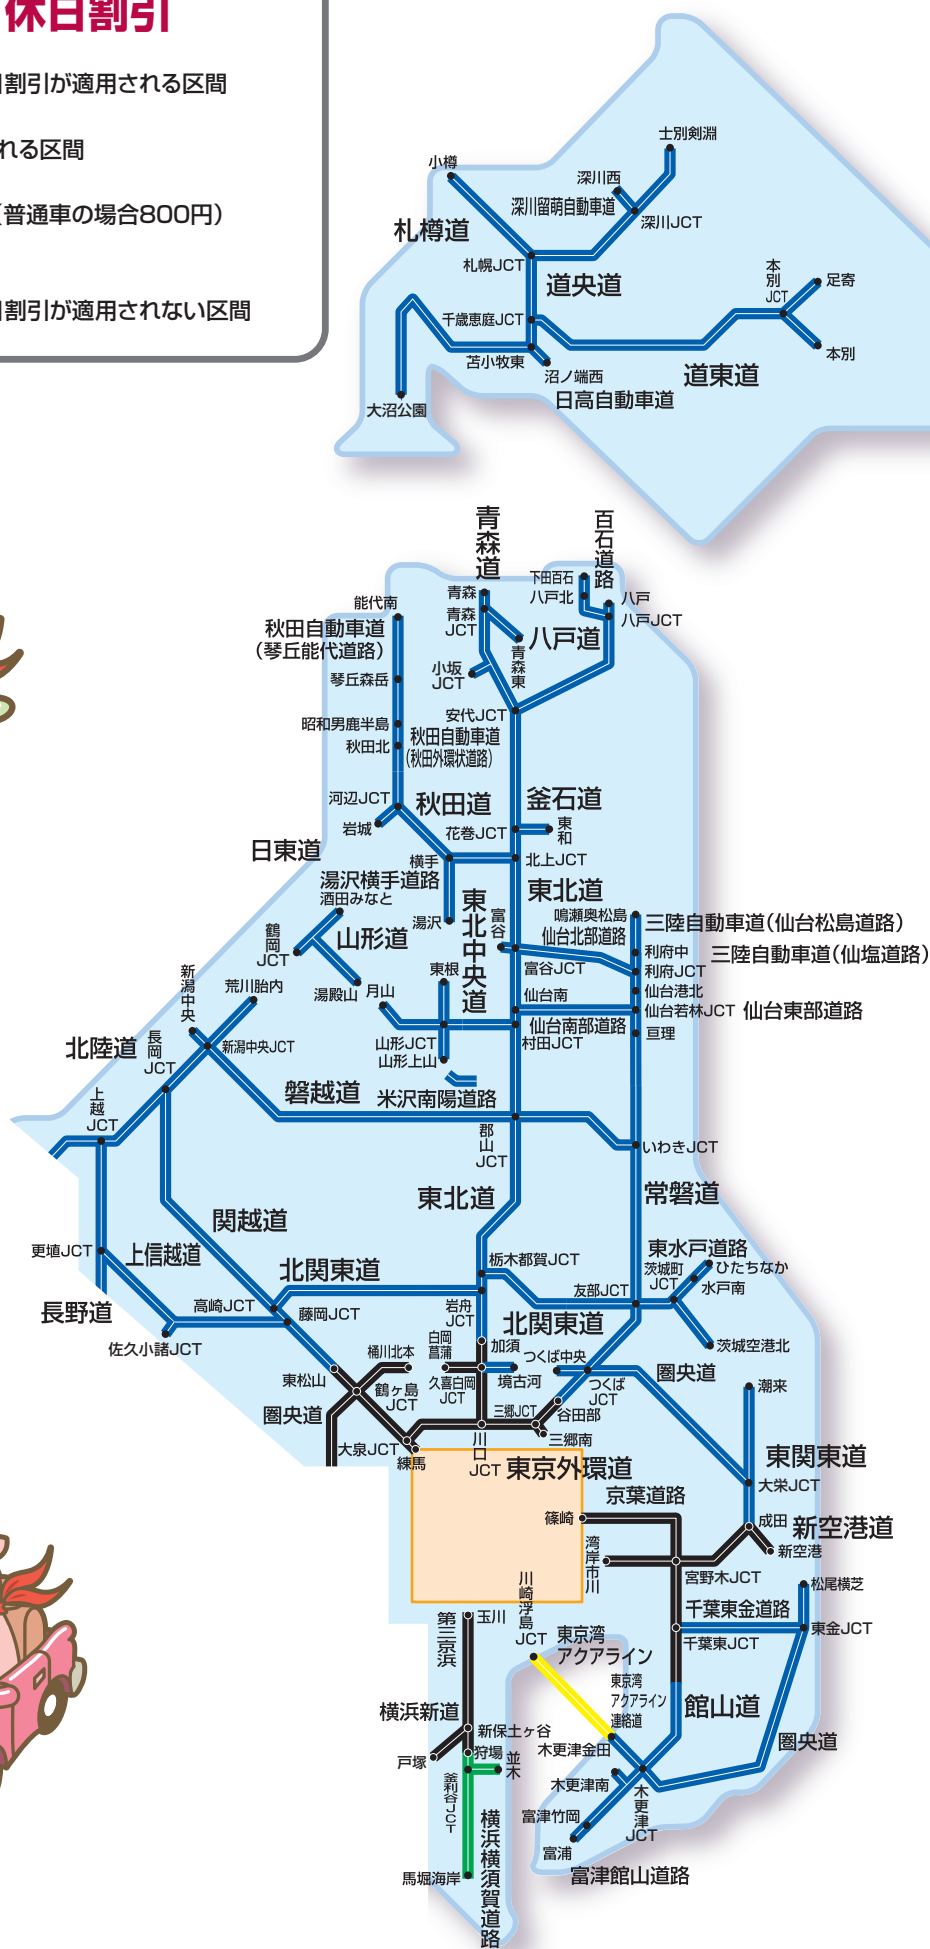 休日割引
割引が適用される区間
れる区間
(普通車の場合800円)
割引が適用されない区間
士別剣淵
小樽
深川西
深川留萌自動車道
深川JCT
札樽道
札幌JCT
道央道
本別JCT
足寄
千歳恵庭JCT
苫小牧東
沼ノ端西
本別
道東道
日高自動車道
大沼公園
青森道
百石道路
下田百石
八戸北
八戸
八戸JCT
八戸道
青森
青森JCT
青森東
能代南
秋田自動車道
(琴丘能代道路)
小坂JCT
琴丘森岳
安代JCT
昭和男鹿半島
秋田自動車道
(秋田外環状道路)
秋田北
河辺JCT
秋田道
釜石道
岩城
花巻JCT
東和
日東道
横手
北上JCT
湯沢横手道路
東北道
酒田みなと
湯沢
東北中央道
富谷
鳴瀬奥松島
三陸自動車道(仙台松島道路)
仙台北部道路
鶴岡JCT
山形道
利府中
三陸自動車道(仙塩道路)
富谷JCT
利府JCT
新潟中央
荒川胎内
湯殿山
月山
東根
仙台南
仙台港北
仙台若林JCT
仙台東部道路
仙台南部道路
北陸道
長岡JCT
新潟中央JCT
山形JCT
村田JCT
亘理
山形上山
上越JCT
磐越道
米沢南陽道路
郡山JCT
いわきJCT
東北道
常磐道
関越道
更埴JCT
上信越道
北関東道
栃木都賀JCT
東水戸道路
ひたちなか
茨城町JCT
水戸南
友部JCT
長野道
高崎JCT
藤岡JCT
岩舟JCT
北関東道
佐久小諸JCT
白岡菖蒲
加須
つくば中央
茨城空港北
桶川北本
東松山
鶴ヶ島JCT
久喜白岡JCT
境古河
つくばJCT
圏央道
潮来
圏央道
三郷JCT
谷田部
大泉JCT
練馬
川口JCT
三郷南
東京外環道
東関東道
大栄JCT
京葉道路
篠崎
成田
新空港道
湾岸市川
新空港
宮野木JCT
川崎浮島JCT
松尾横芝
千葉東金道路
第三京浜
玉川
東京湾アクアライン
千葉東JCT
東金JCT
東京湾アクアライン連絡道
館山道
横浜新道
新保土ヶ谷
圏央道
戸塚
狩場
並木
木更津金田
釜利谷JCT
木更津南
木更津JCT
富津竹岡
横浜横須賀道路
富浦
馬堀海岸
富津館山道路